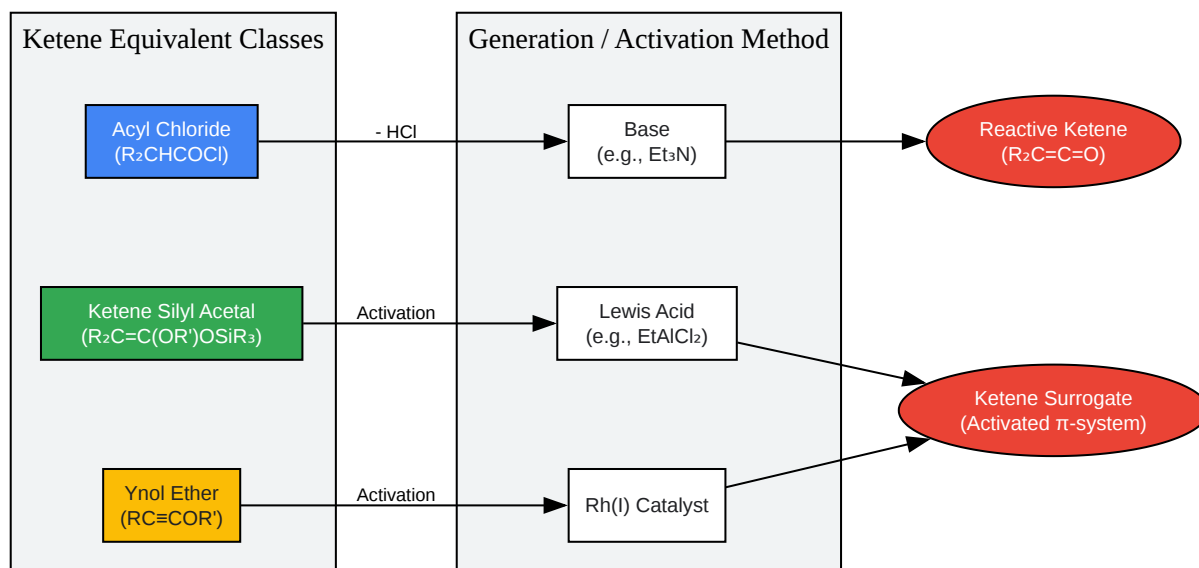 Ketene Equivalent Classes
Generation / Activation Method
Acyl Chloride
(R₂CHCOCl)
- HCl
Base
(e.g., Et₃N)
Reactive Ketene
(R₂C=C=O)
Ketene Silyl Acetal
(R₂C=C(OR')OSiR₃)
Activation
Lewis Acid
(e.g., EtAlCl₂)
Ketene Surrogate
(Activated π-system)
Ynol Ether
(RC≡COR')
Activation
Rh(I) Catalyst